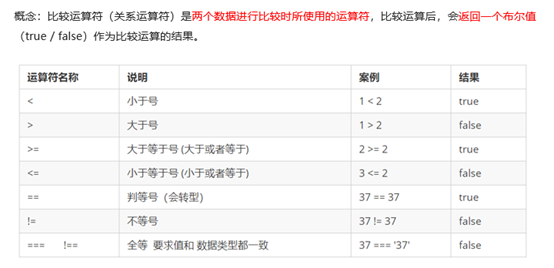 概念：比较运算符（关系运算符）是两个数据进行比较时所使用的运算符，比较运算后，会返回一个布尔值
（true / false）作为比较运算的结果。
运算符名称 说明 案例 结果
< 小于号 1 < 2 true
> 大于号 1 > 2 false
>= 大于等于号 (大于或者等于) 2 >= 2 true
<= 小于等于号 (小于或者等于) 3 <= 2 false
== 判等号（会转型） 37 == 37 true
!= 不等号 37 != 37 false
=== !== 全等 要求值和 数据类型都一致 37 === '37' false